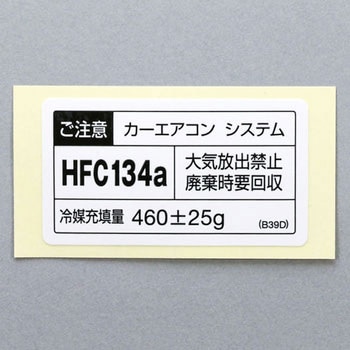 ご注意 カーエアコン システム
HFC134a
大気放出禁止
廃棄時要回収
冷媒充填量 460±25g
(B39D)